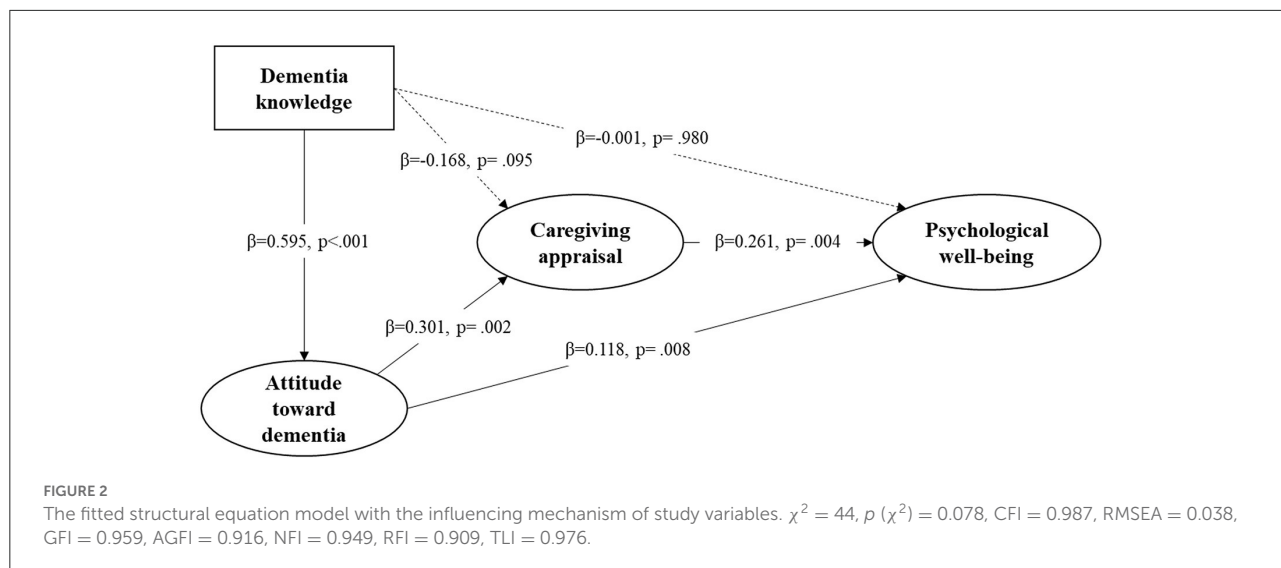 Dementia
knowledge
β=-0.001, p= .980
β=-0.168, p= .095
β=0.595, p<.001
Caregiving
appraisal
β=0.261, p= .004
Psychological
well-being
β=0.301, p= .002
β=0.118, p= .008
Attitude
toward
dementia
FIGURE 2
The fitted structural equation model with the influencing mechanism of study variables. χ² = 44, p (χ²) = 0.078, CFI = 0.987, RMSEA = 0.038,
GFI = 0.959, AGFI = 0.916, NFI = 0.949, RFI = 0.909, TLI = 0.976.